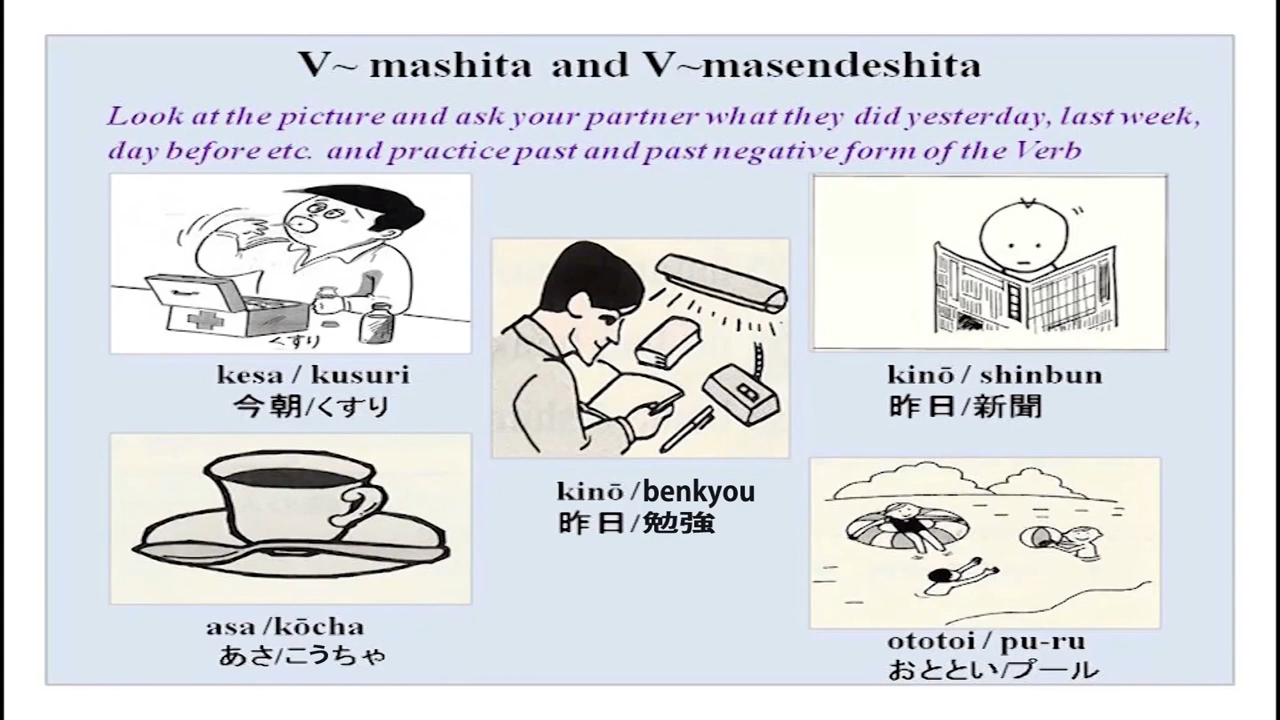 V~ mashita and V~masendeshita
Look at the picture and ask your partner what they did yesterday, last week,
day before etc. and practice past and past negative form of the Verb
くすり
kesa / kusuri
今朝/くすり
kinō / benkyou
昨日/勉強
kinō / shinbun
昨日/新聞
asa /kōcha
あさ/こうちゃ
ototoi / pu-ru
おととい/プール